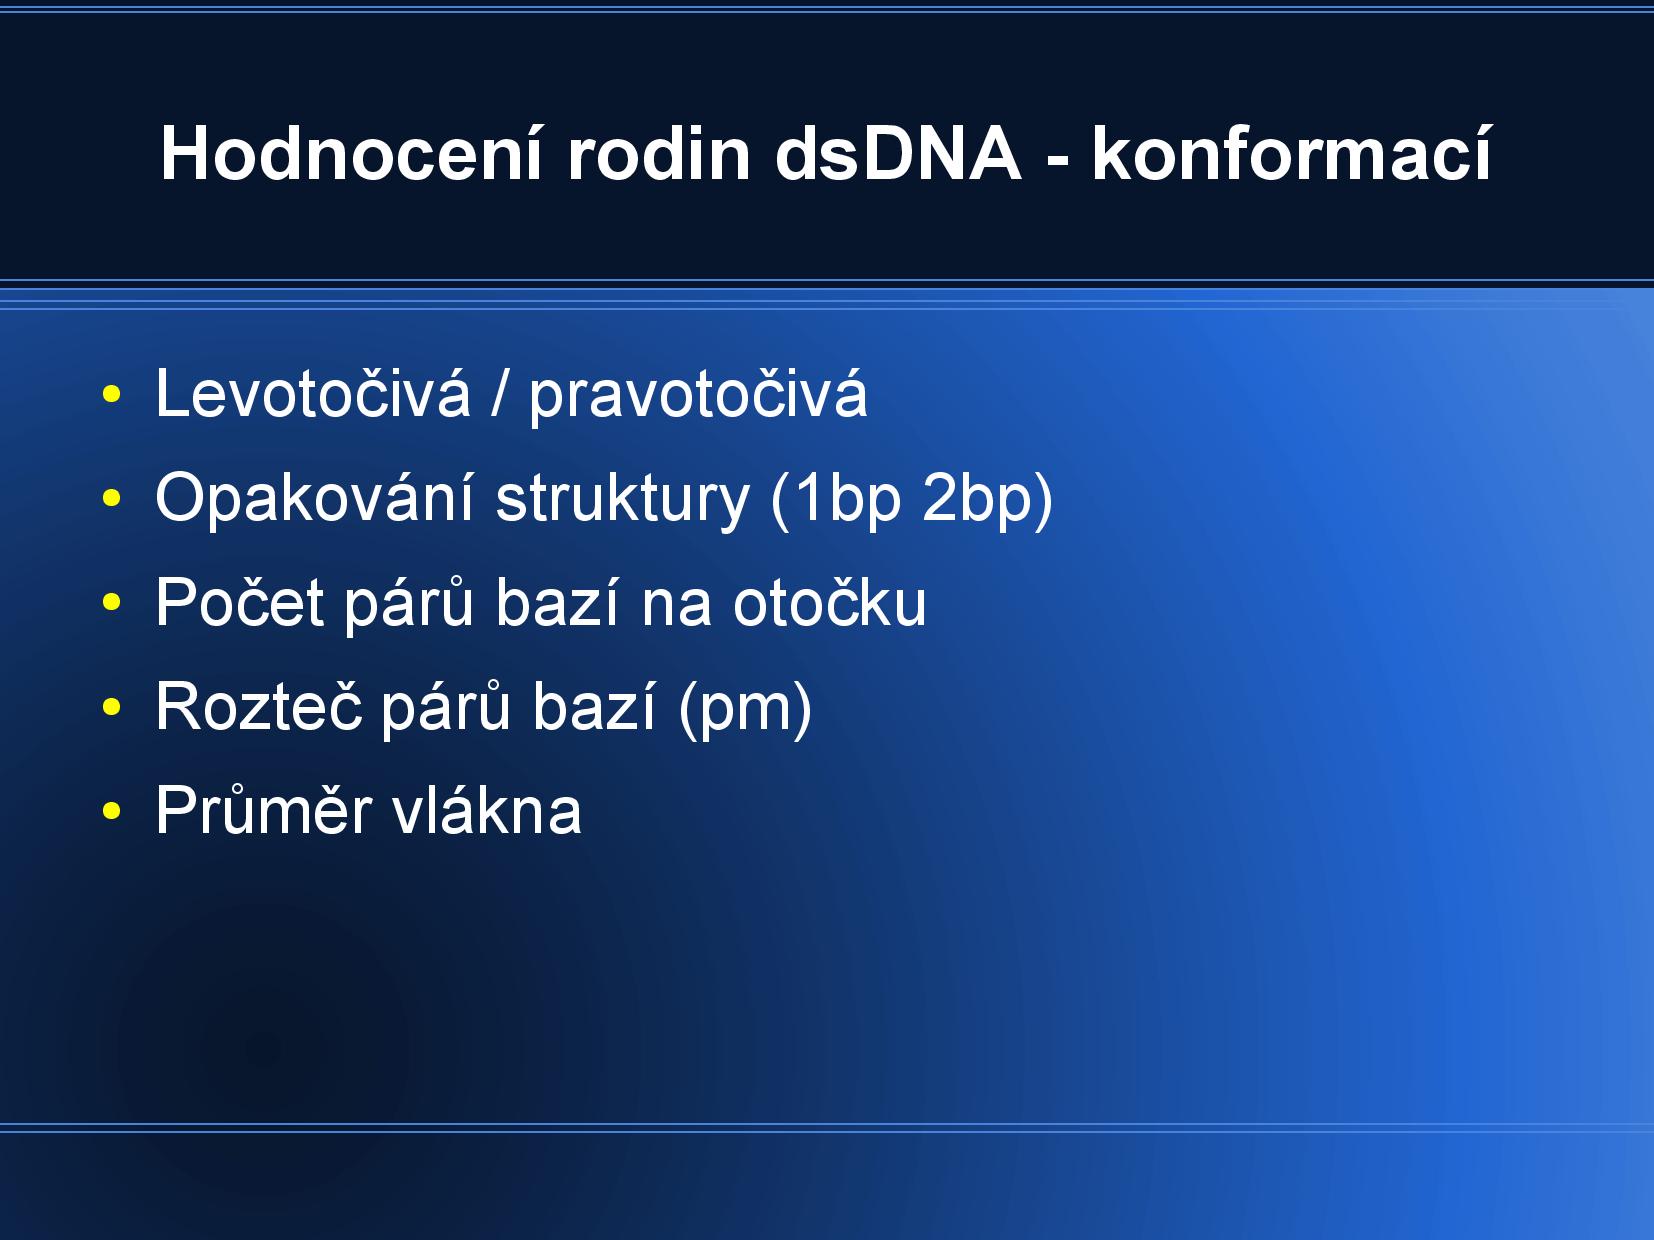 Hodnocení rodin dsDNA - konformací
• Levotočivá / pravotočivá
• Opakování struktury (1bp 2bp)
• Počet párů bazí na otočku
• Rozteč párů bazí (pm)
• Průměr vlákna